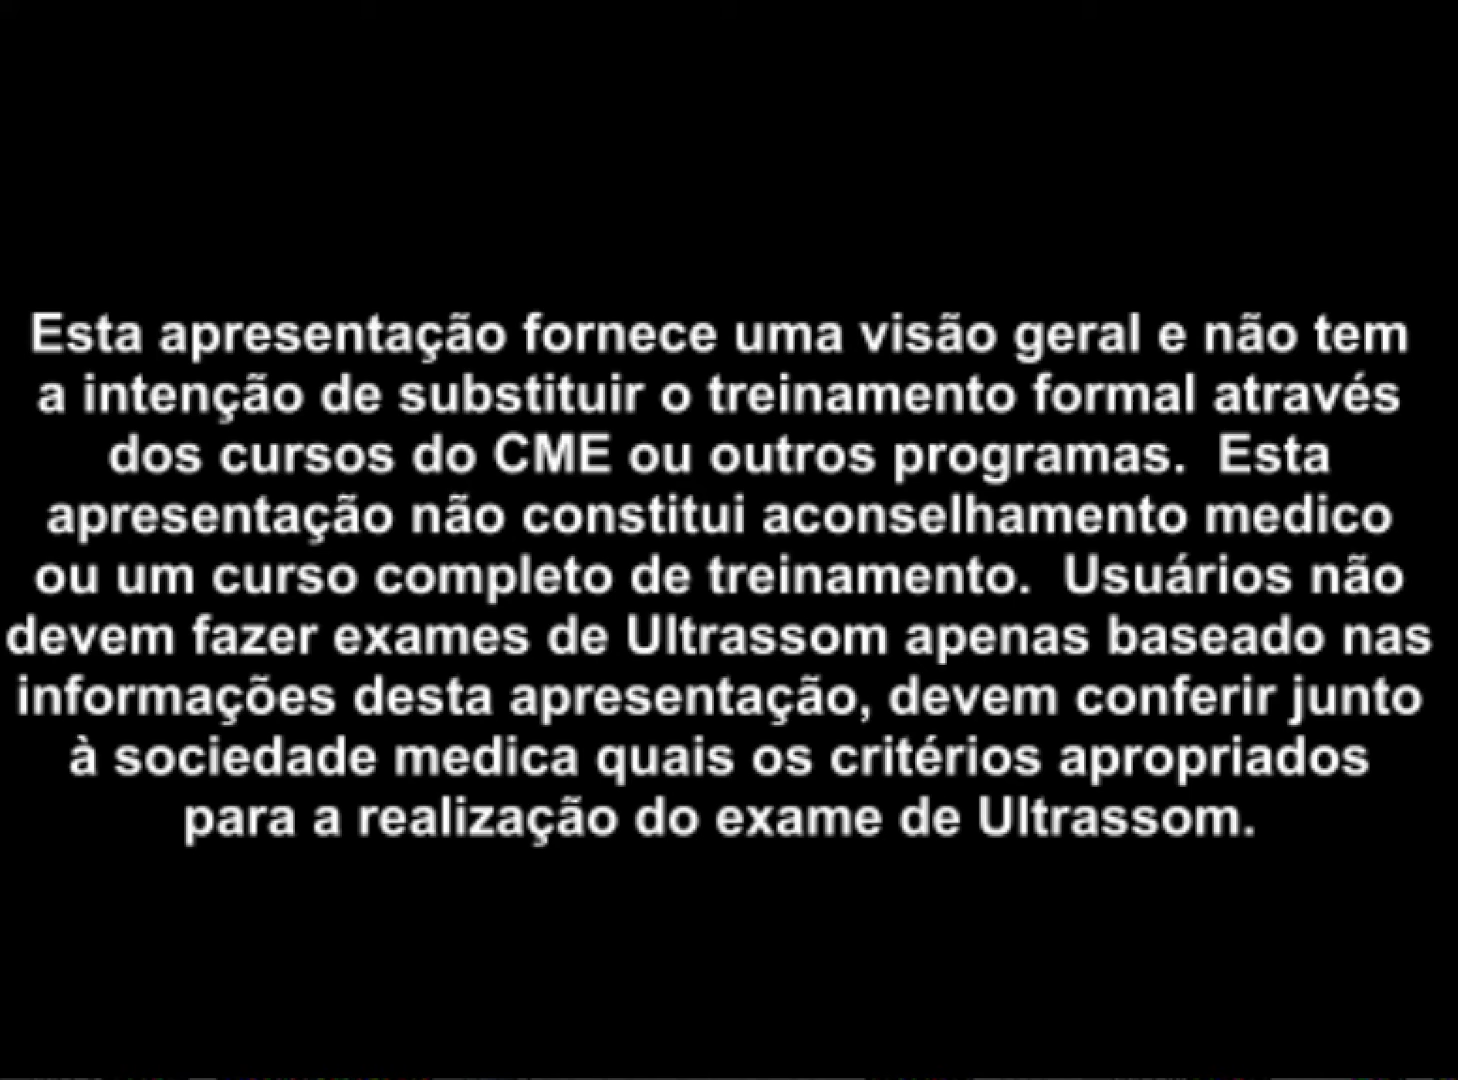 Esta apresentação fornece uma visão geral e não tem
a intenção de substituir o treinamento formal através
dos cursos do CME ou outros programas.  Esta
apresentação não constitui aconselhamento medico
ou um curso completo de treinamento.  Usuários não
devem fazer exames de Ultrassom apenas baseado nas
informações desta apresentação, devem conferir junto
à sociedade medica quais os critérios apropriados
para a realização do exame de Ultrassom.